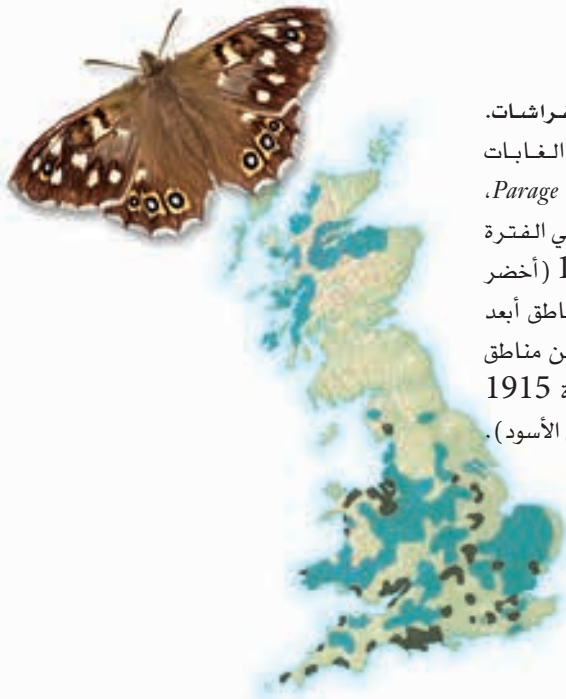 فراشات.
الغابات
Parage،
ي الفترة
1 (أخضر
ناطق أبعد
ن مناطق
ة 1915
الأسود).